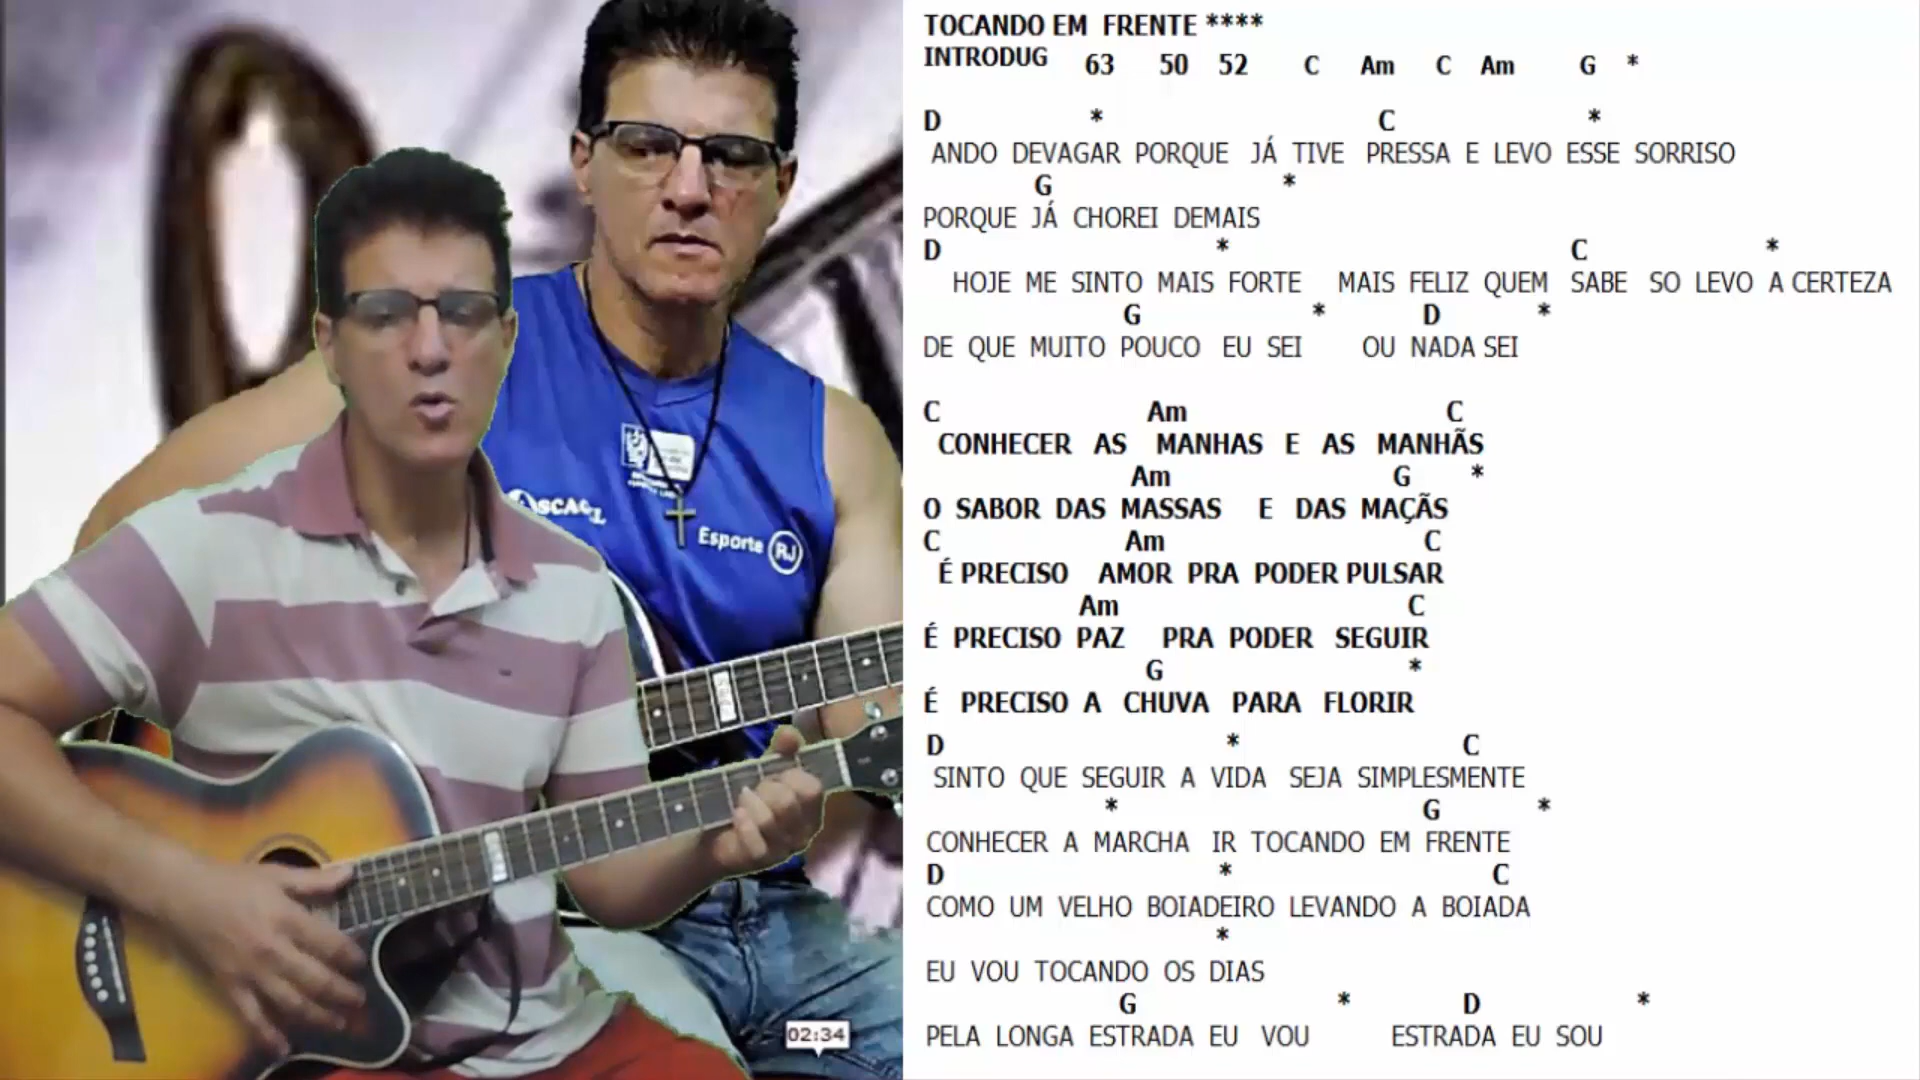 TOCANDO EM FRENTE ****
INTRODUG 63 50 52 C Am C Am G *
D * C *
ANDO DEVAGAR PORQUE JÁ TIVE PRESSA E LEVO ESSE SORRISO
G *
PORQUE JÁ CHOREI DEMAIS
D * C *
HOJE ME SINTO MAIS FORTE MAIS FELIZ QUEM SABE SO LEVO A CERTEZA
G * D *
DE QUE MUITO POUCO EU SEI OU NADA SEI
C Am C
CONHECER AS MANHAS E AS MANHÃS
Am G *
O SABOR DAS MASSAS E DAS MAÇÃS
C Am C
É PRECISO AMOR PRA PODER PULSAR
Am C
É PRECISO PAZ PRA PODER SEGUIR
G *
É PRECISO A CHUVA PARA FLORIR
D * C
SINTO QUE SEGUIR A VIDA SEJA SIMPLESMENTE
* G *
CONHECER A MARCHA IR TOCANDO EM FRENTE
D * C
COMO UM VELHO BOIADEIRO LEVANDO A BOIADA
*
EU VOU TOCANDO OS DIAS
G * D *
PELA LONGA ESTRADA EU VOU ESTRADA EU SOU
Esporte RJ
02:34